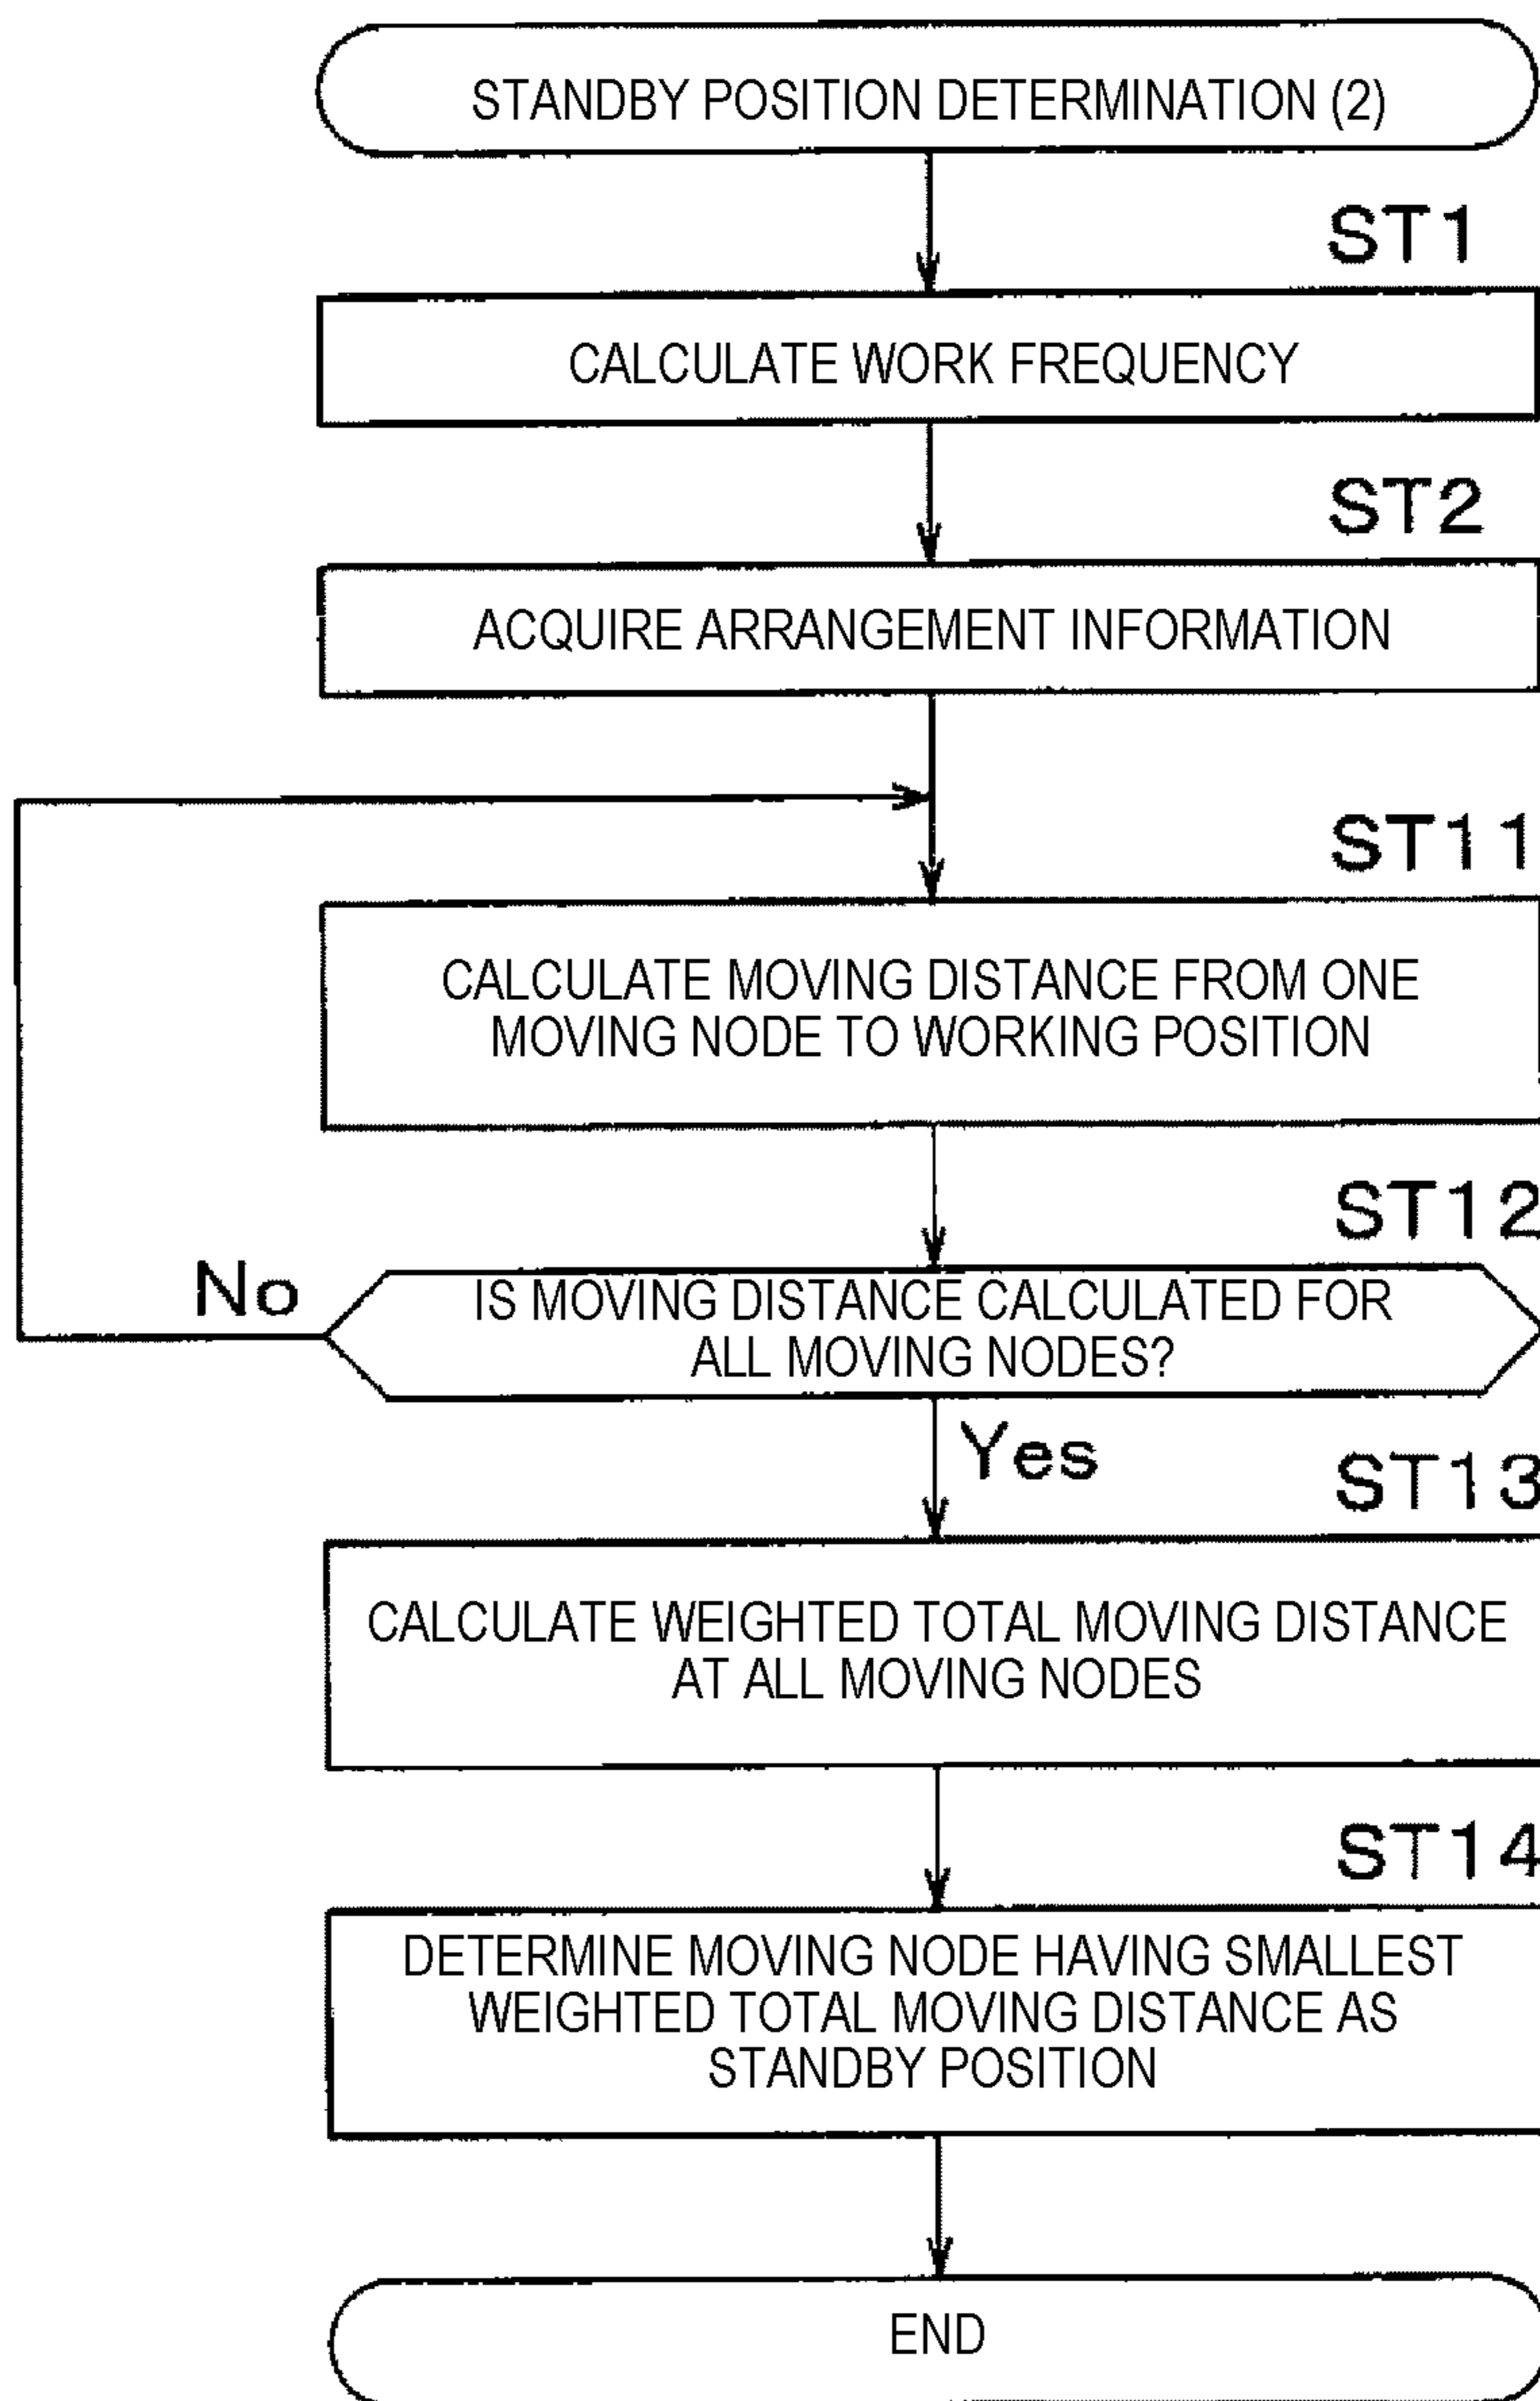 STANDBY POSITION DETERMINATION (2)
ST1
CALCULATE WORK FREQUENCY
ST2
ACQUIRE ARRANGEMENT INFORMATION
ST11
CALCULATE MOVING DISTANCE FROM ONE
MOVING NODE TO WORKING POSITION
ST12
No
IS MOVING DISTANCE CALCULATED FOR
ALL MOVING NODES?
Yes
ST13
CALCULATE WEIGHTED TOTAL MOVING DISTANCE
AT ALL MOVING NODES
ST14
DETERMINE MOVING NODE HAVING SMALLEST
WEIGHTED TOTAL MOVING DISTANCE AS
STANDBY POSITION
END